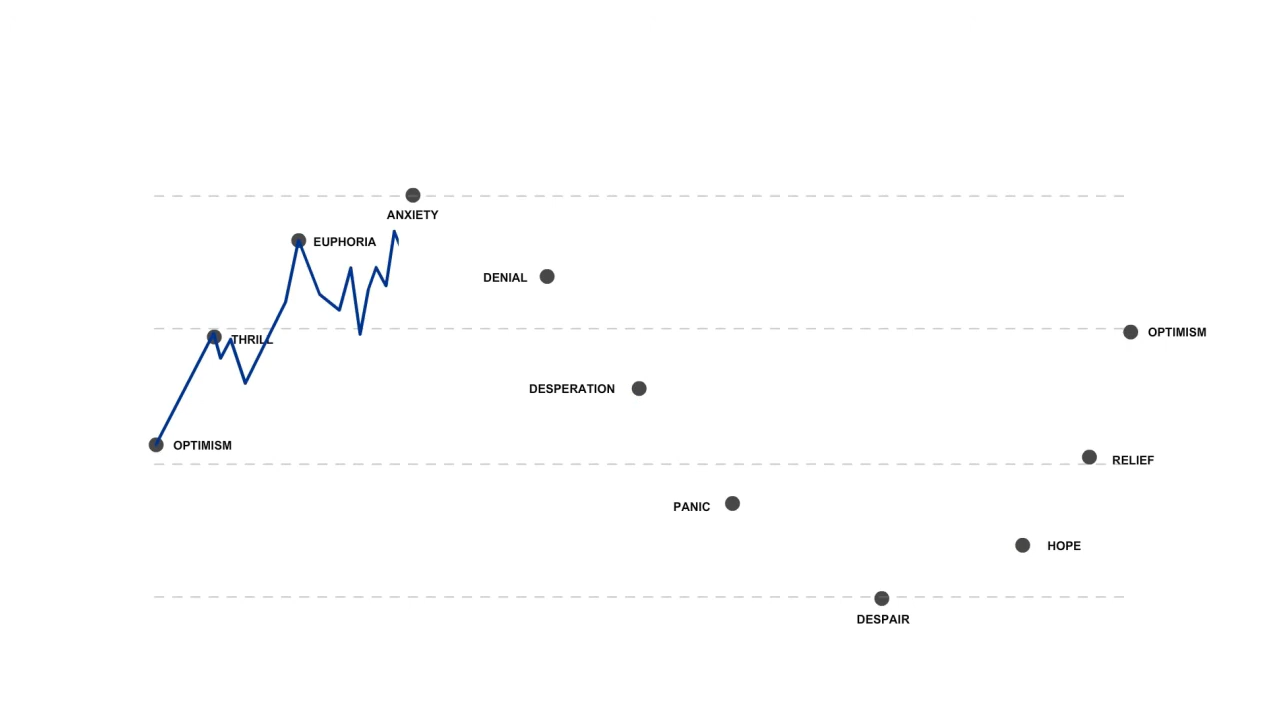 ANXIETY
EUPHORIA
DENIAL
OPTIMISM
THRILL
DESPERATION
OPTIMISM
RELIEF
PANIC
HOPE
DESPAIR